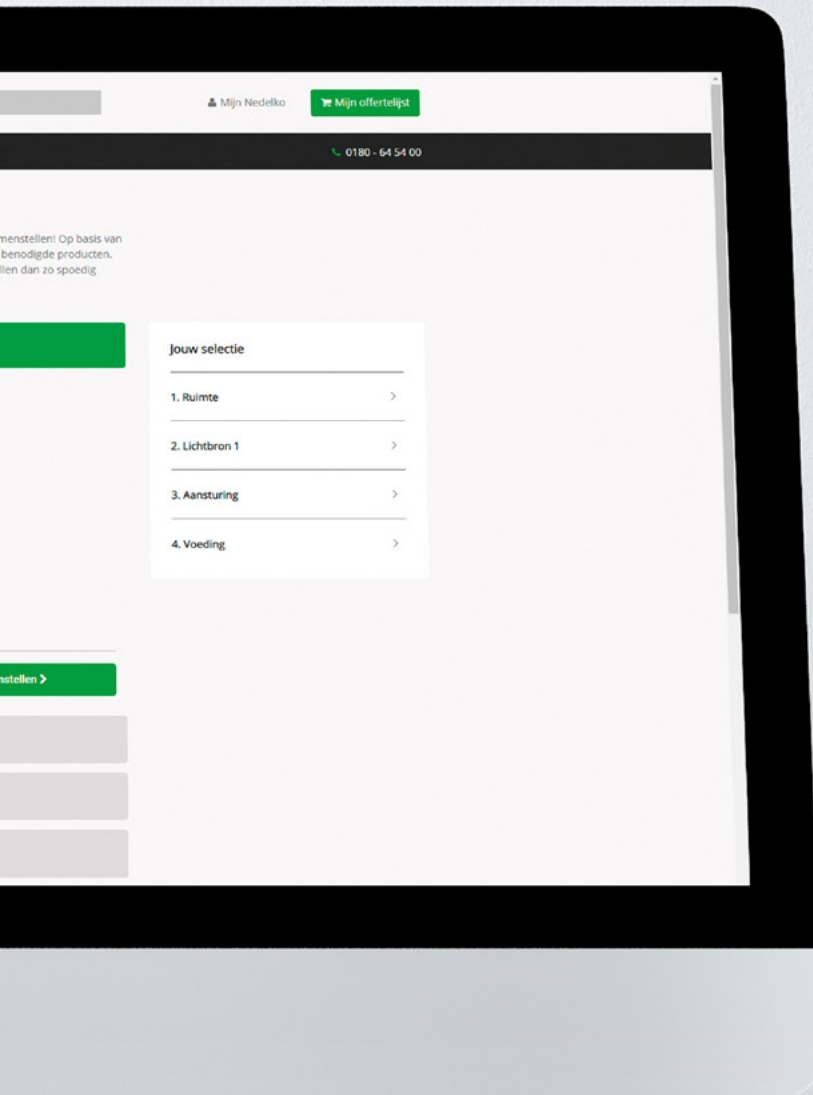 Mijn Nedelko
Mijn offertelijst
0180 - 64 54 00
menstellen! Op basis van
benodigde producten.
llen dan zo spoedig
Jouw selectie
1. Ruimte
2. Lichtbron 1
3. Aansturing
4. Voeding
nstellen